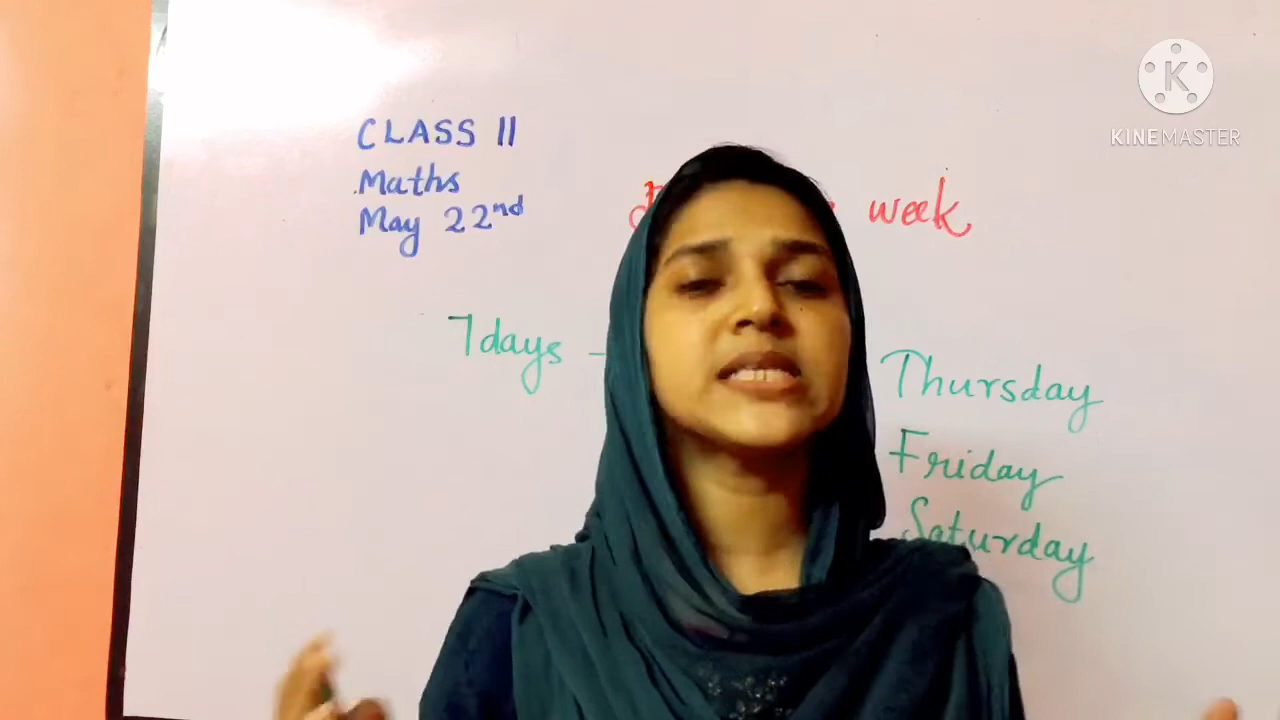 CLASS II
Maths
May 22nd
week
7days -
Thursday
Friday
Saturday
K
KINEMASTER